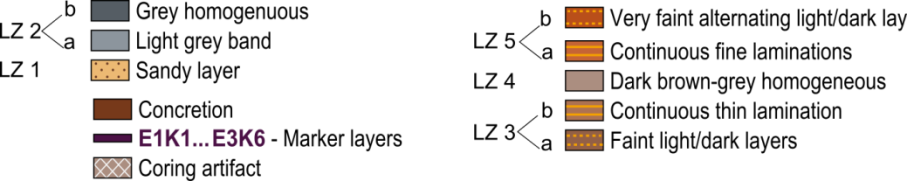 b Grey homogenuous
LZ 2
a Light grey band
LZ 1 Sandy layer
Concretion
E1K1...E3K6 - Marker layers
Coring artifact
b Very faint alternating light/dark lay
LZ 5
a Continuous fine laminations
LZ 4 Dark brown-grey homogeneous
b Continuous thin lamination
LZ 3
a Faint light/dark layers